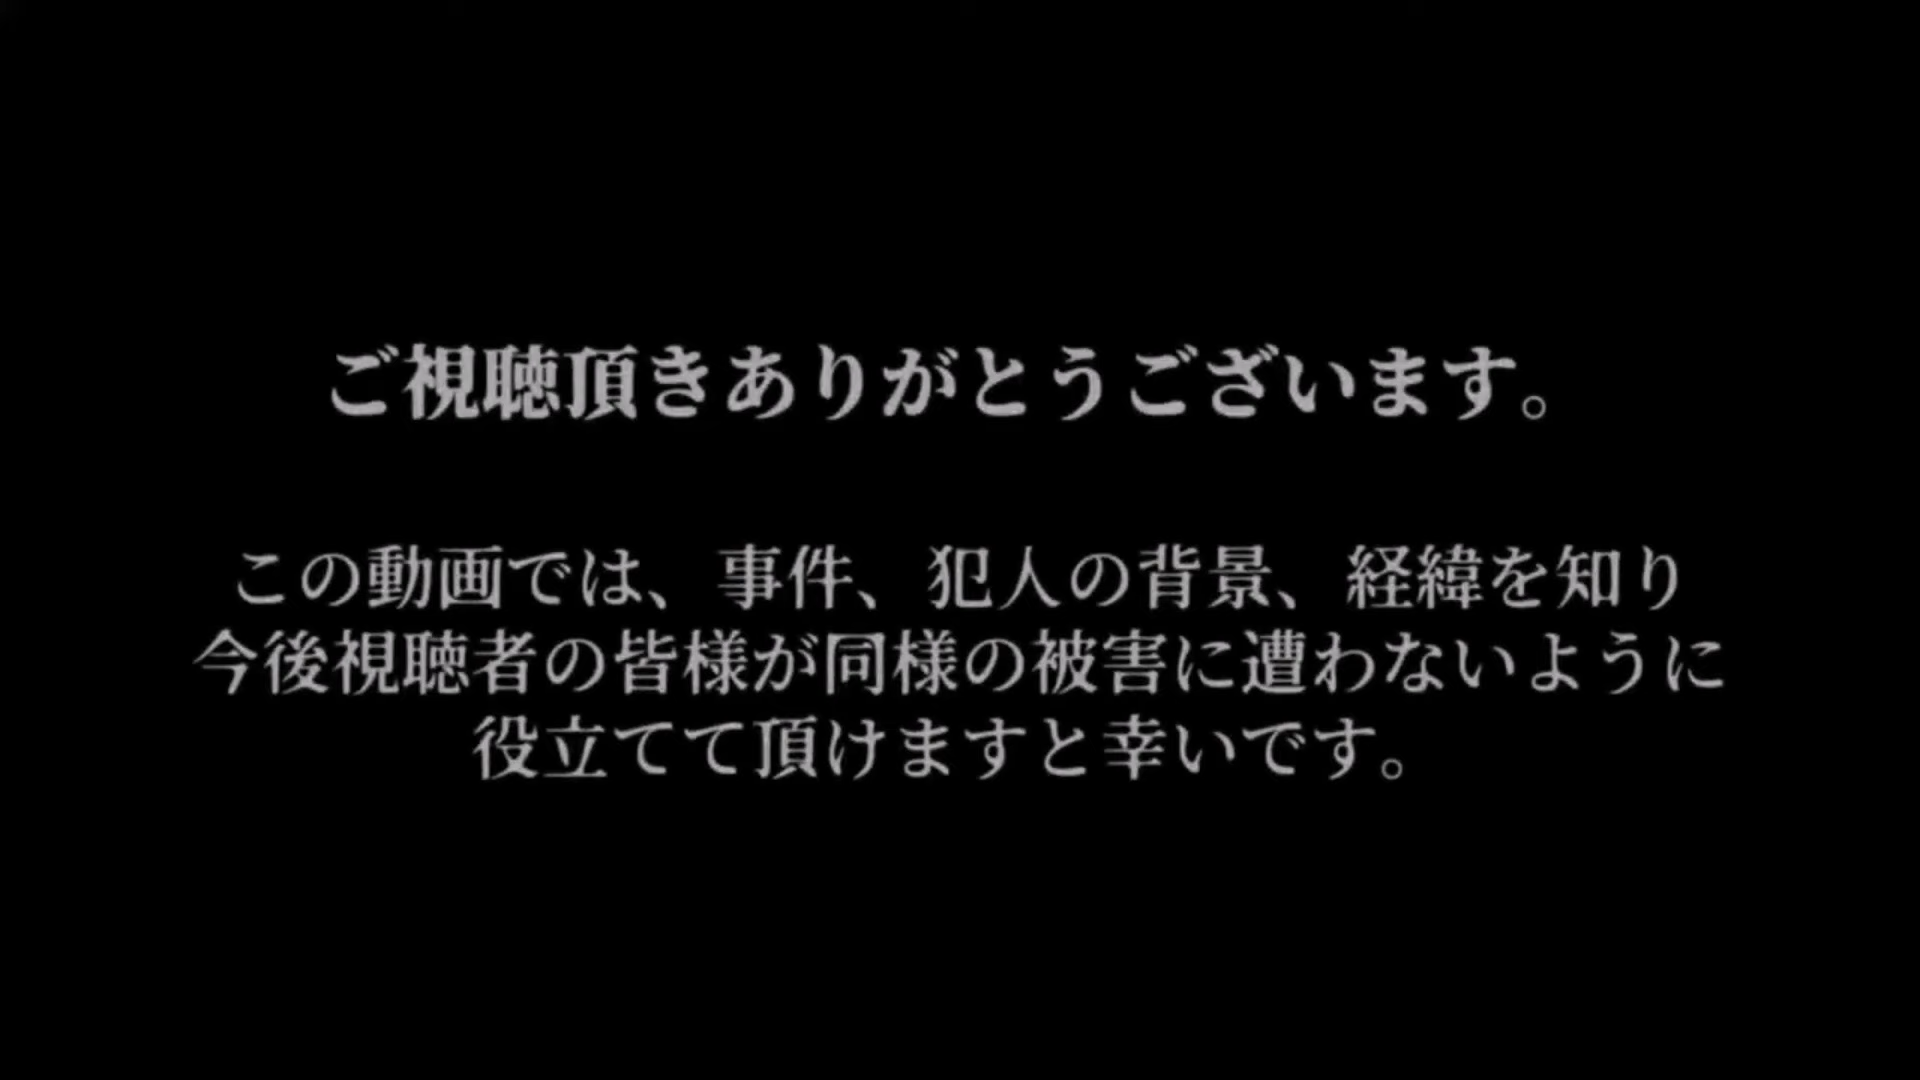 ご視聴頂きありがとうございます。
この動画では、事件、犯人の背景、経緯を知り
今後視聴者の皆様が同様の被害に遭わないように
役立てて頂けますと幸いです。